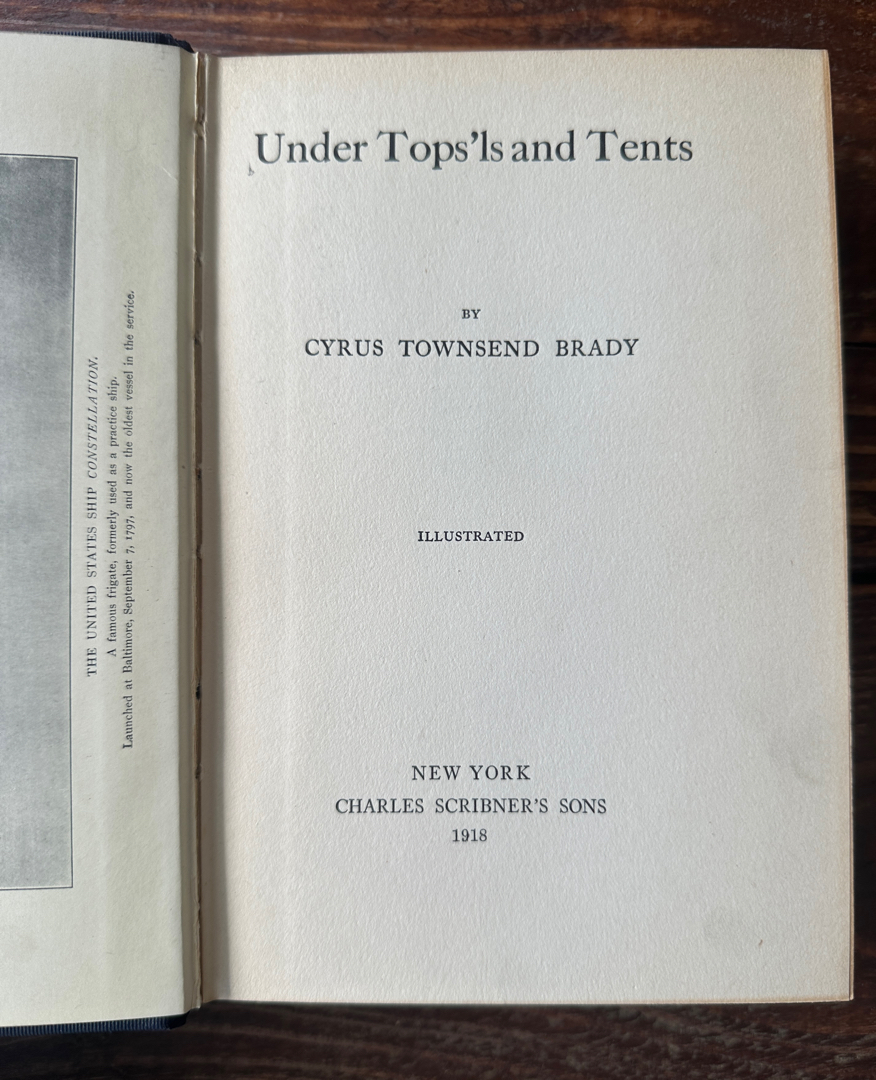 THE UNITED STATES SHIP CONSTELLATION.
A famous frigate, formerly used as a practice ship.
Launched at Baltimore, September 7, 1797, and now the oldest vessel in the service.
Under Tops'ls and Tents
BY
CYRUS TOWNSEND BRADY
ILLUSTRATED
NEW YORK
CHARLES SCRIBNER'S SONS
1918